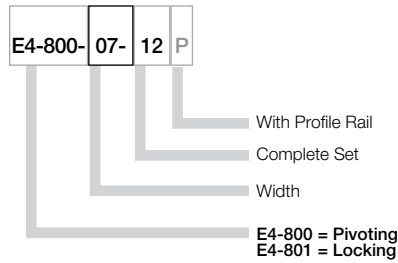 E4-800- 07- 12 P
With Profile Rail
Complete Set
Width
E4-800 = Pivoting
E4-801 = Locking